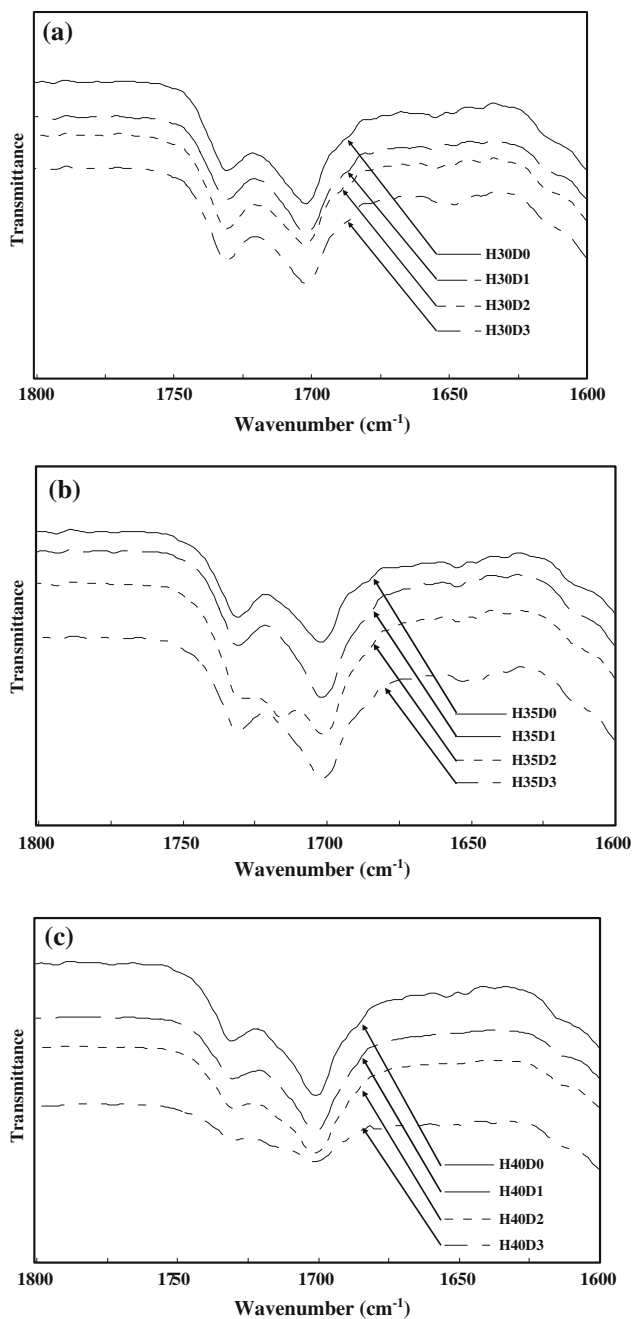 (a)
Transmittance
H30D0
H30D1
H30D2
H30D3
1800 1750 1700 1650 1600
Wavenumber (cm-1)
(b)
Transmittance
H35D0
H35D1
H35D2
H35D3
1800 1750 1700 1650 1600
Wavenumber (cm-1)
(c)
Transmittance
H40D0
H40D1
H40D2
H40D3
1800 1750 1700 1650 1600
Wavenumber (cm-1)